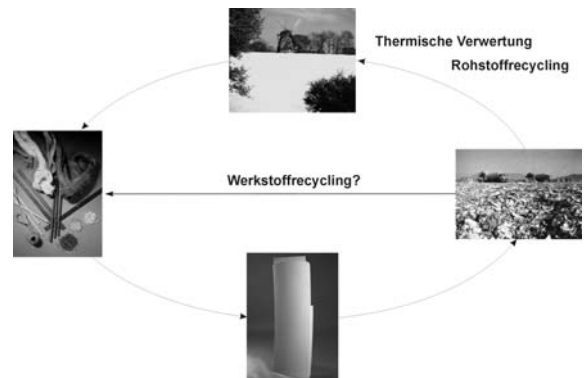 Thermische Verwertung
Rohstoffrecycling
Werkstoffrecycling?